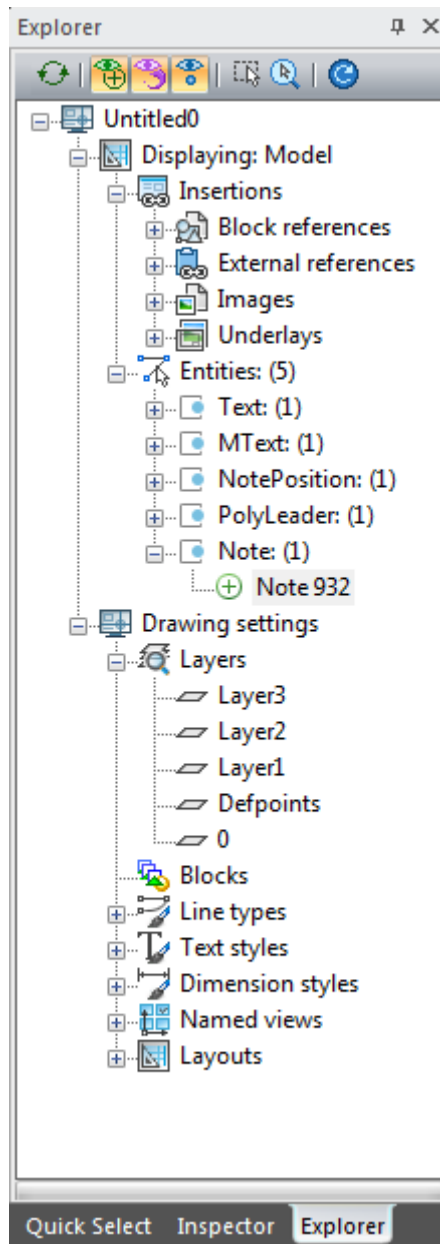 Explorer
Untitled0
Displaying: Model
Insertions
Block references
External references
Images
Underlays
Entities: (5)
Text: (1)
MText: (1)
NotePosition: (1)
PolyLeader: (1)
Note: (1)
Note 932
Drawing settings
Layers
Layer3
Layer2
Layer1
Defpoints
0
Blocks
Line types
Text styles
Dimension styles
Named views
Layouts
Quick Select Inspector Explorer